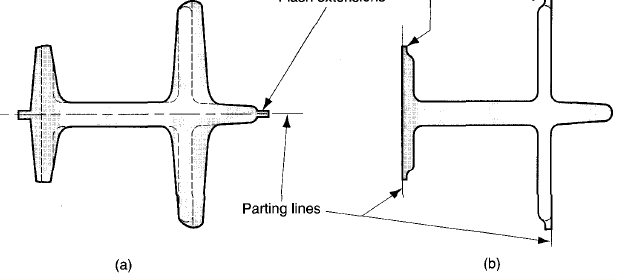 Flash extensions
Parting lines
(a)
(b)